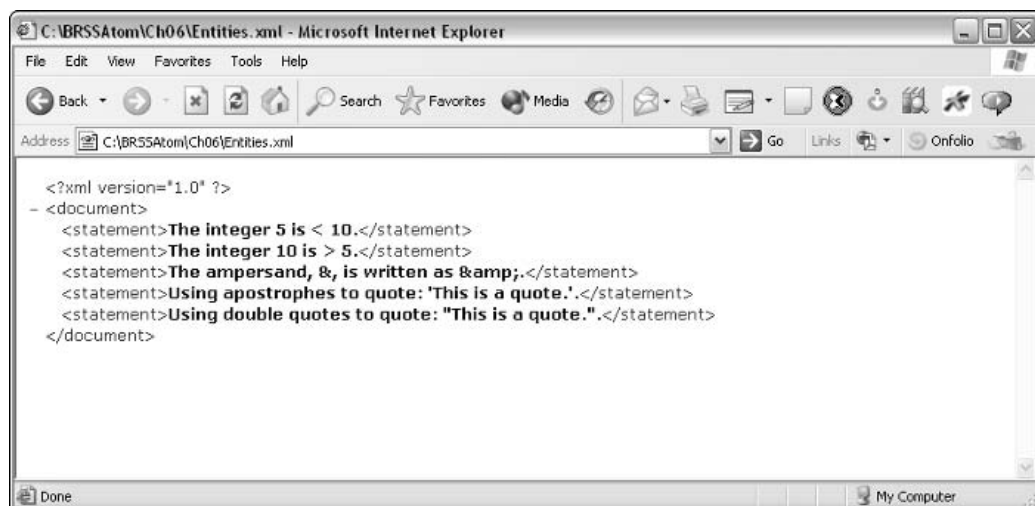 C:\BRSSAtom\Ch06\Entities.xml - Microsoft Internet Explorer
File Edit View Favorites Tools Help
Back Search Favorites Media
Address C:\BRSSAtom\Ch06\Entities.xml Go Links Onfolio
<?xml version="1.0" ?>
- <document>
<statement>The integer 5 is < 10.</statement>
<statement>The integer 10 is > 5.</statement>
<statement>The ampersand, &, is written as &amp;.</statement>
<statement>Using apostrophes to quote: 'This is a quote.'.</statement>
<statement>Using double quotes to quote: "This is a quote.".</statement>
</document>
Done My Computer